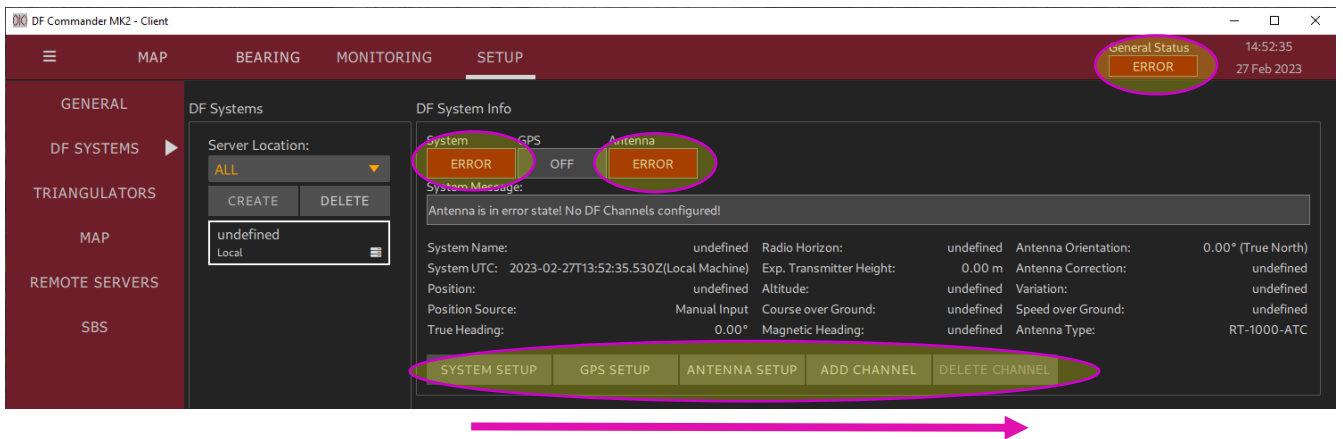 DF Commander MK2 - Client
MAP BEARING MONITORING SETUP
General Status
ERROR
14:52:35
27 Feb 2023
GENERAL
DF SYSTEMS
TRIANGULATORS
MAP
REMOTE SERVERS
SBS
DF Systems
Server Location:
ALL
CREATE DELETE
undefined
Local
DF System Info
System GPS Antenna
ERROR OFF ERROR
System Message:
Antenna is in error state! No DF Channels configured!
System Name: undefined Radio Horizon: undefined Antenna Orientation: 0.00° (True North)
System UTC: 2023-02-27T13:52:35.530Z(Local Machine) Exp. Transmitter Height: 0.00 m Antenna Correction: undefined
Position: undefined Altitude: undefined Variation: undefined
Position Source: Manual Input Course over Ground: undefined Speed over Ground: undefined
True Heading: 0.00° Magnetic Heading: undefined Antenna Type: RT-1000-ATC
SYSTEM SETUP GPS SETUP ANTENNA SETUP ADD CHANNEL DELETE CHANNEL